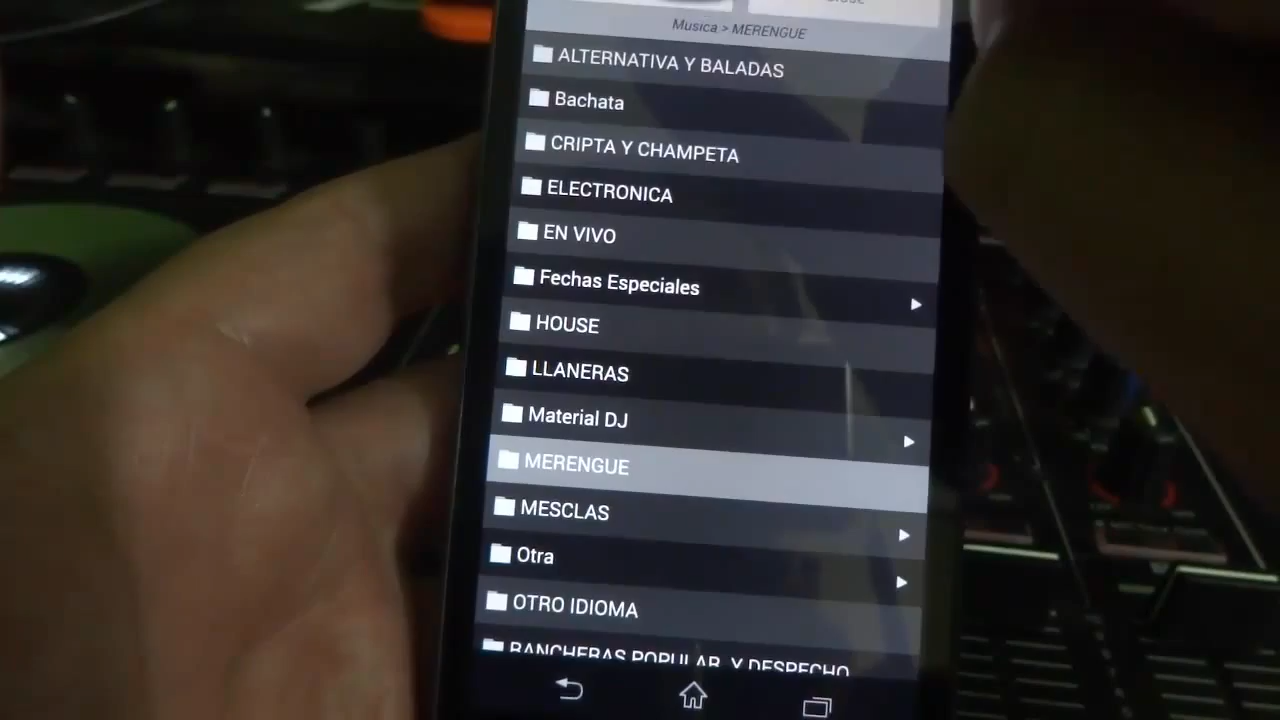 Musica > MERENGUE
ALTERNATIVA Y BALADAS
Bachata
CRIPTA Y CHAMPETA
ELECTRONICA
EN VIVO
Fechas Especiales
HOUSE
LLANERAS
Material DJ
MERENGUE
MESCLAS
Otra
OTRO IDIOMA
RANCHERAS POPULAR Y DESPECHO